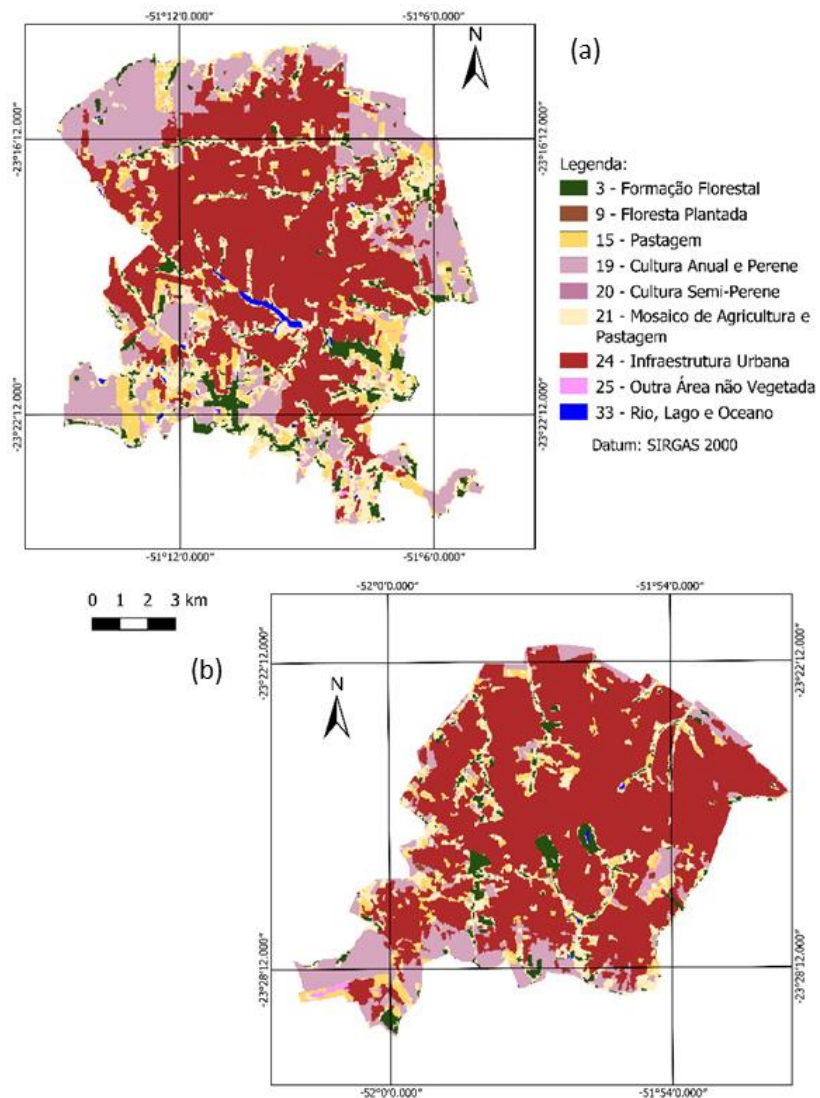 -51°12'0.000"
-51°6'0.000"
N
(a)
-23°16'12.000"
-23°16'12.000"
Legenda:
3 - Formação Florestal
9 - Floresta Plantada
15 - Pastagem
19 - Cultura Anual e Perene
20 - Cultura Semi-Perene
21 - Mosaico de Agricultura e
Pastagem
24 - Infraestrutura Urbana
25 - Outra Área não Vegetada
33 - Rio, Lago e Oceano
Datum: SIRGAS 2000
-23°22'12.000"
-23°22'12.000"
-51°12'0.000"
-51°6'0.000"
0 1 2 3 km
-52°0'0.000"
-51°54'0.000"
(b)
N
-23°22'12.000"
-23°22'12.000"
-23°28'12.000"
-23°28'12.000"
-52°0'0.000"
-51°54'0.000"